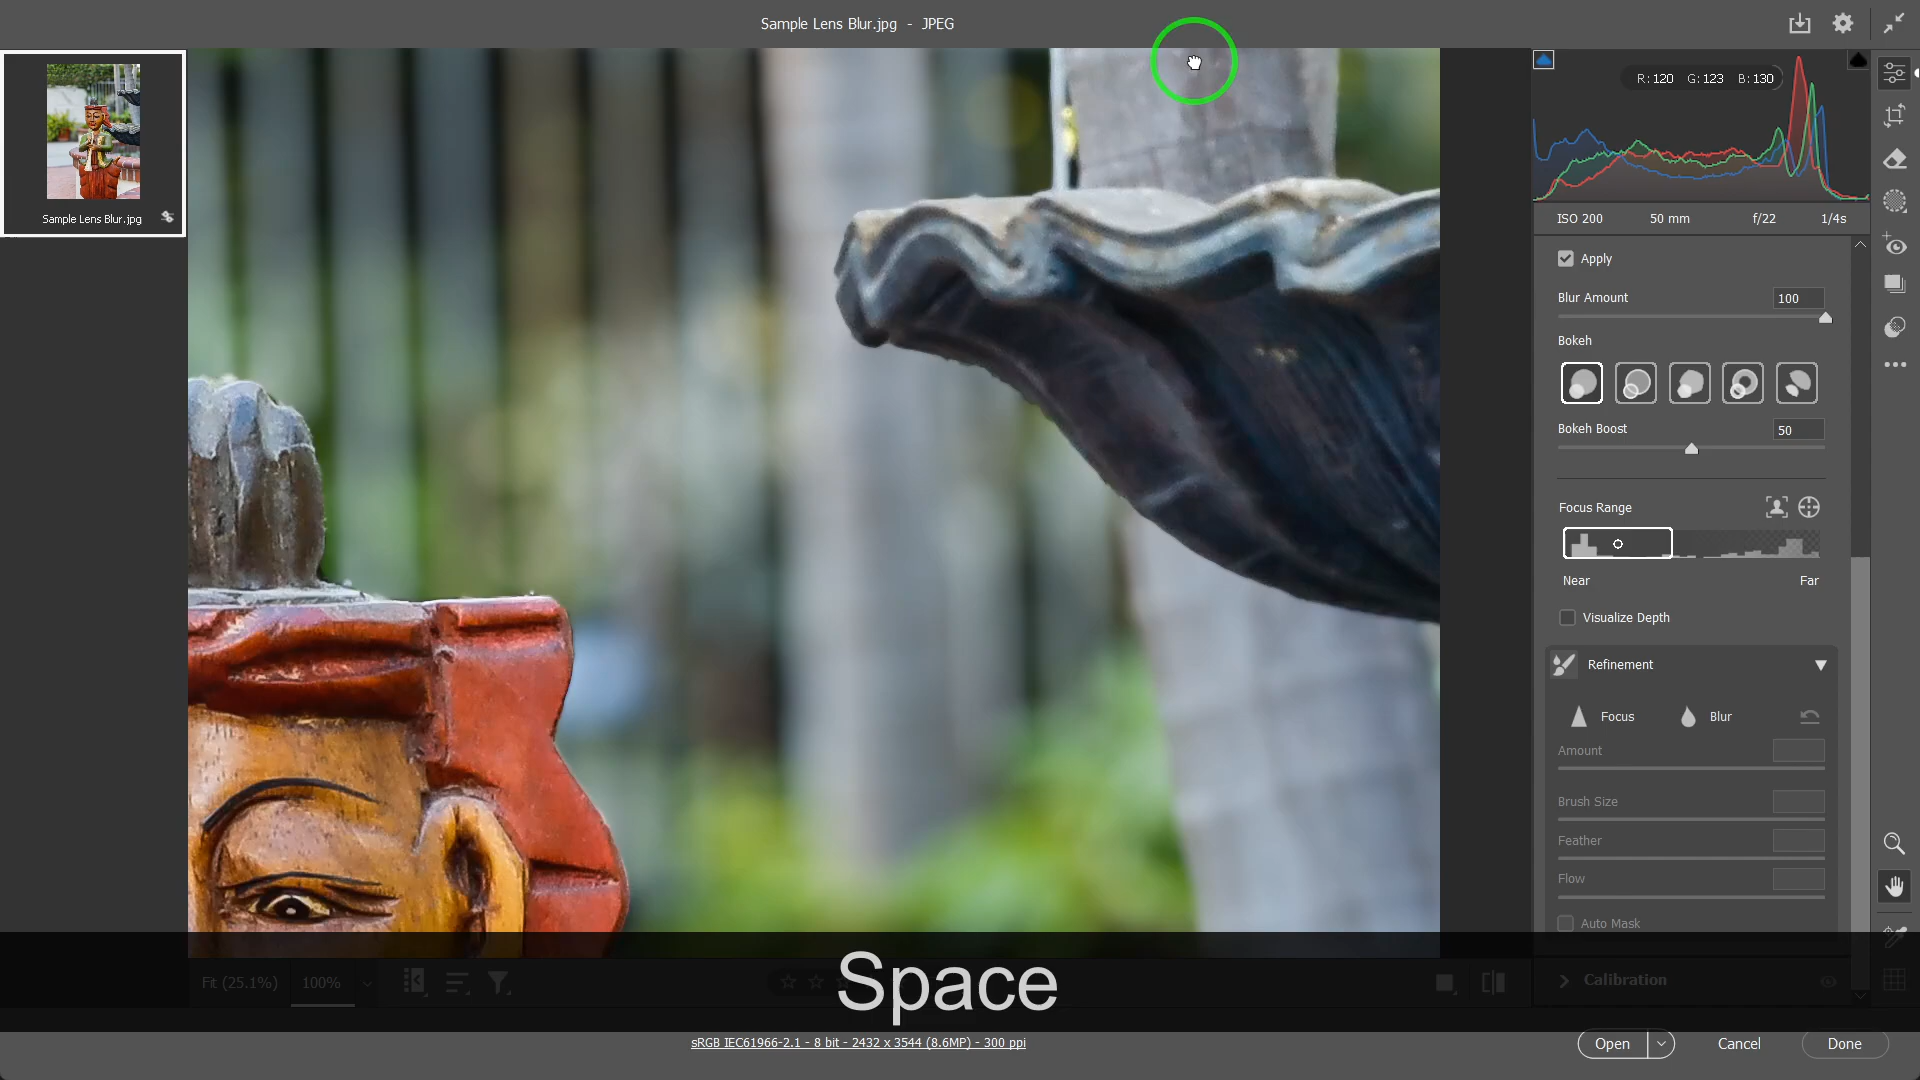 Sample Lens Blur.jpg - JPEG
Sample Lens Blur.jpg
R: 120 G: 123 B: 130
ISO 200 50 mm f/22 1/4s
Apply
Blur Amount 100
Bokeh
Bokeh Boost 50
Focus Range
Near Far
Visualize Depth
Refinement
Focus Blur
Amount
Brush Size
Feather
Flow
Auto Mask
Fit (25.1%) 100%
Space
Calibration
sRGB IEC61966-2.1 - 8 bit - 2432 x 3544 (8.6MP) - 300 ppi
Open Cancel Done